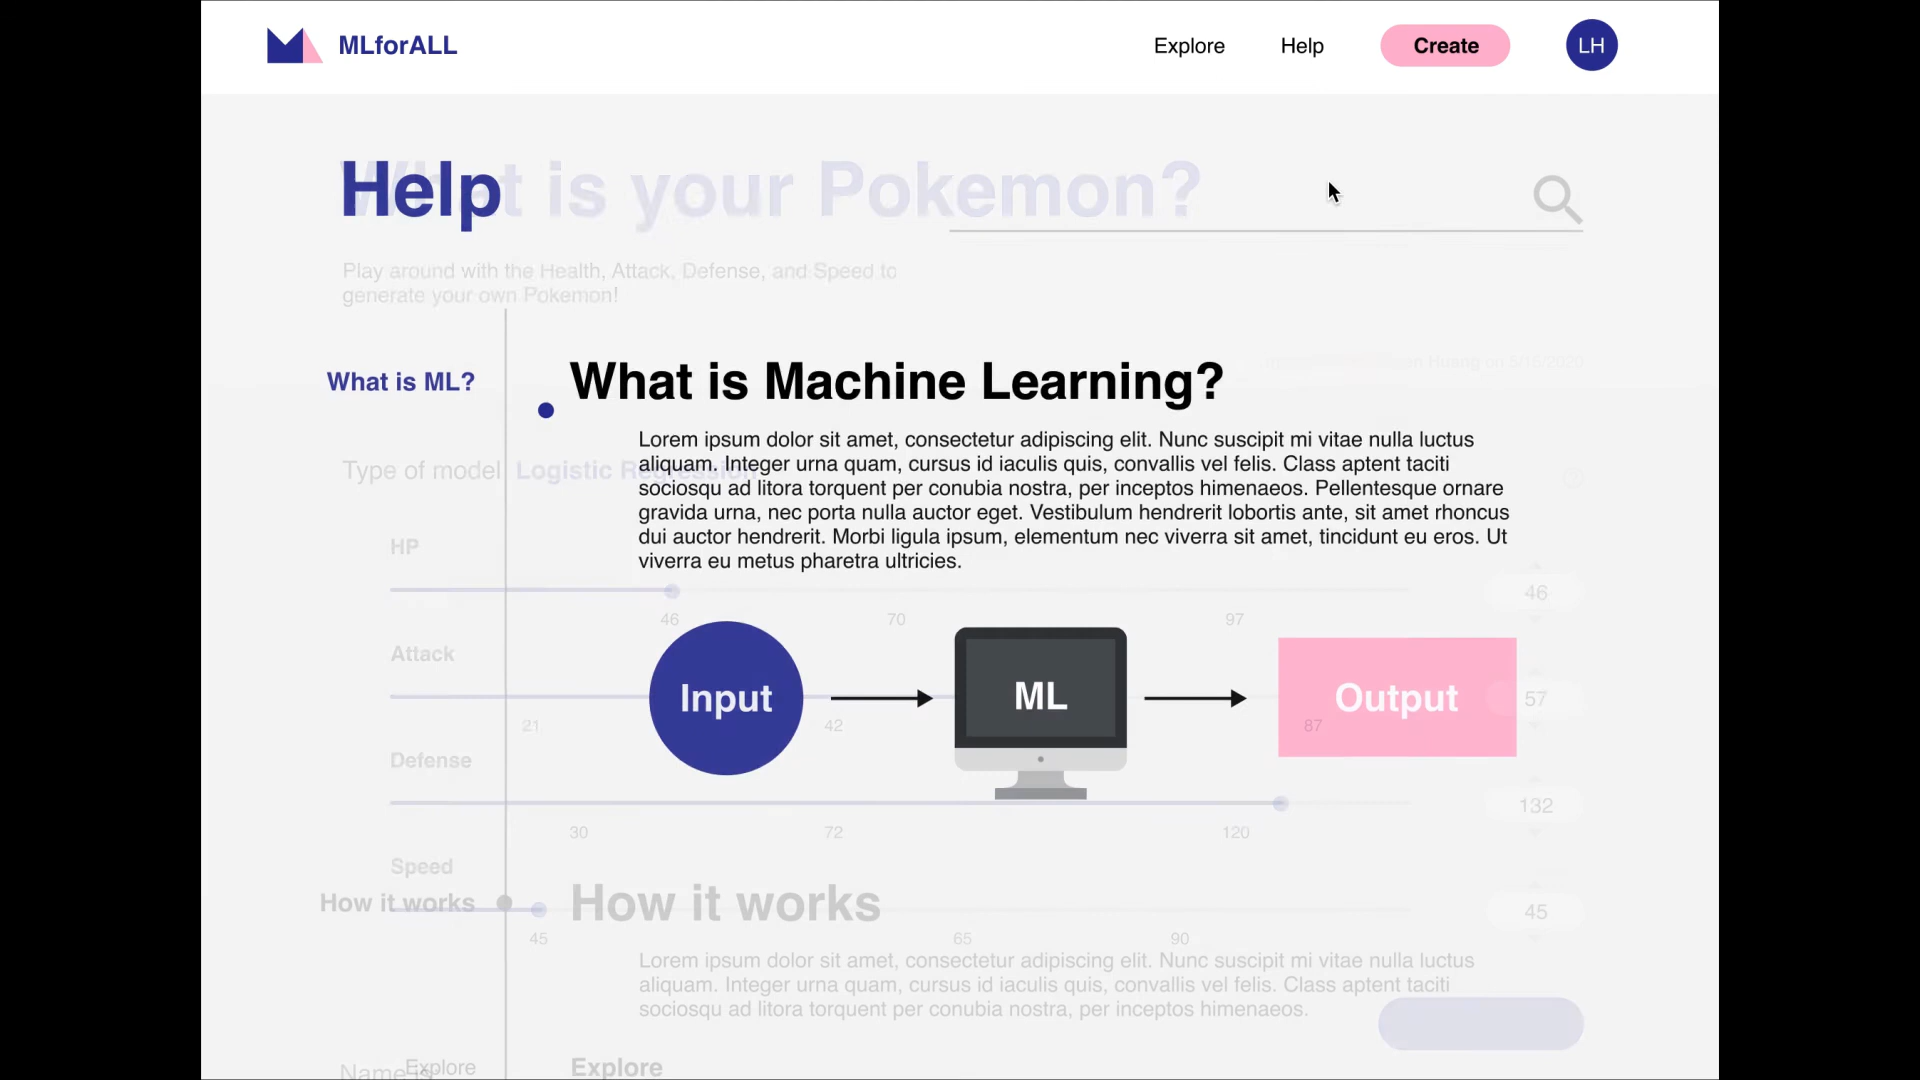 MLforALL
Explore
Help
Create
LH
Help
What is your Pokemon?
Play around with the Health, Attack, Defense, and Speed to
generate your own Pokemon!
Huang on 5/16/2020
What is ML?
What is Machine Learning?
Lorem ipsum dolor sit amet, consectetur adipiscing elit. Nunc suscipit mi vitae nulla luctus
aliquam. Integer urna quam, cursus id iaculis quis, convallis vel felis. Class aptent taciti
sociosqu ad litora torquent per conubia nostra, per inceptos himenaeos. Pellentesque ornare
gravida urna, nec porta nulla auctor eget. Vestibulum hendrerit lobortis ante, sit amet rhoncus
dui auctor hendrerit. Morbi ligula ipsum, elementum nec viverra sit amet, tincidunt eu eros. Ut
viverra eu metus pharetra ultricies.
Type of model Logistic Regression
HP
46
46 70 97
Attack
Input
ML
Output
57
21 42 87
Defense
132
30 72 120
Speed
How it works
How it works
45
45 65 90
Lorem ipsum dolor sit amet, consectetur adipiscing elit. Nunc suscipit mi vitae nulla luctus
aliquam. Integer urna quam, cursus id iaculis quis, convallis vel felis. Class aptent taciti
sociosqu ad litora torquent per conubia nostra, per inceptos himenaeos.
Name is:
Explore
Explore